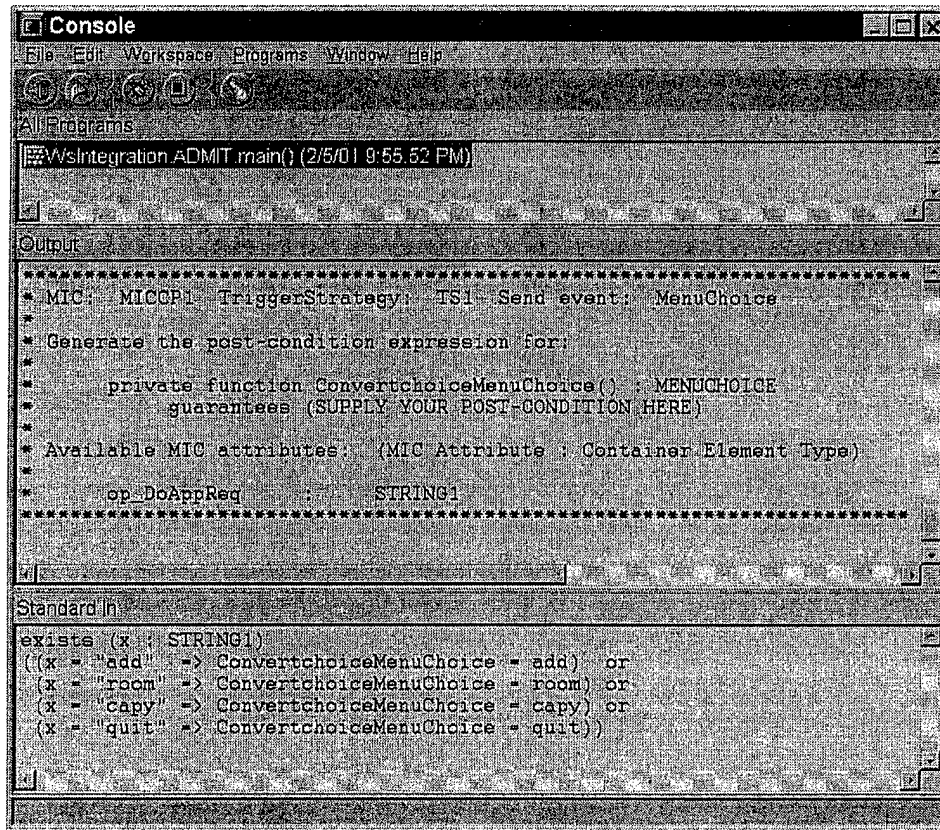 Console
File Edit Workspace Programs Window Help
All Programs
WsIntegration.ADMIT.main() (2/5/01 9:55:52 PM)
Output
************************************************************************
* MIC: MICCP1 TriggerStrategy: TS1 Send event: MenuChoice
*
* Generate the post-condition expression for:
*
* private function ConvertchoiceMenuChoice() : MENUCHOICE
* guarantees (SUPPLY YOUR POST-CONDITION HERE)
*
* Available MIC attributes: (MIC Attribute : Container Element Type)
*
* op_DoAppReq : STRING1
************************************************************************
Standard In
exists (x : STRING1)
((x = "add" => ConvertchoiceMenuChoice = add) or
(x = "room" => ConvertchoiceMenuChoice = room) or
(x = "capy" => ConvertchoiceMenuChoice = capy) or
(x = "quit" => ConvertchoiceMenuChoice = quit))